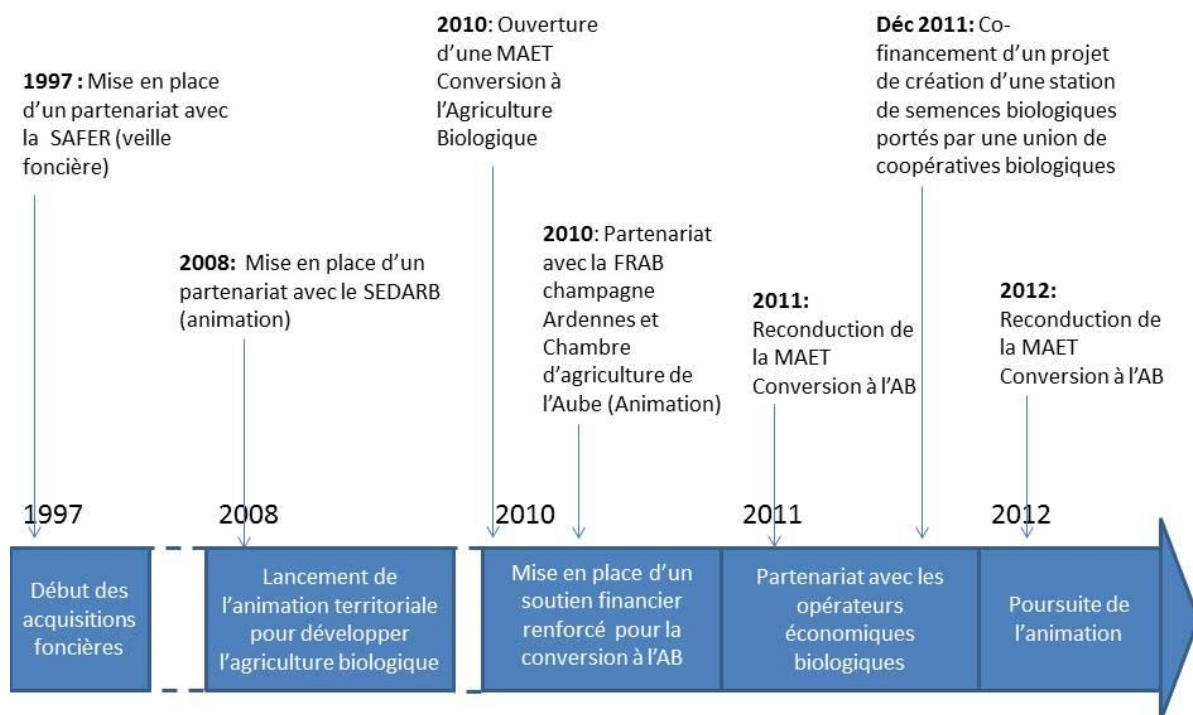 1997 : Mise en place
d'un partenariat avec
la SAFER (veille
foncière)
2008: Mise en place d'un
partenariat avec le SEDARB
(animation)
2010: Ouverture
d'une MAET
Conversion à
l'Agriculture
Biologique
2010: Partenariat
avec la FRAB
champagne
Ardennes et
Chambre
d'agriculture de
l'Aube (Animation)
2011:
Reconduction de
la MAET
Conversion à l'AB
Déc 2011: Co-
financement d'un projet
de création d'une station
de semences biologiques
portés par une union de
coopératives biologiques
2012:
Reconduction de
la MAET
Conversion à l'AB
1997
2008
2010
2011
2012
Début des
acquisitions
foncières
Lancement de
l'animation territoriale
pour développer
l'agriculture biologique
Mise en place d'un
soutien financier
renforcé pour la
conversion à l'AB
Partenariat avec les
opérateurs
économiques
biologiques
Poursuite de
l'animation